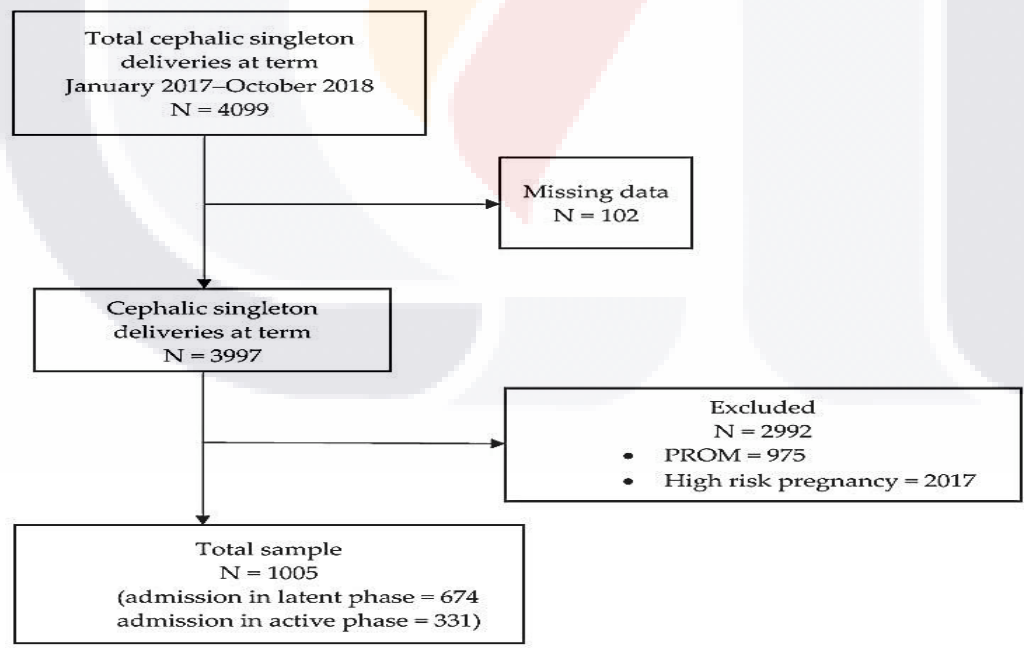 Total cephalic singleton
deliveries at term
January 2017–October 2018
N = 4099
Missing data
N = 102
Cephalic singleton
deliveries at term
N = 3997
Excluded
N = 2992
• PROM = 975
• High risk pregnancy = 2017
Total sample
N = 1005
(admission in latent phase = 674
admission in active phase = 331)